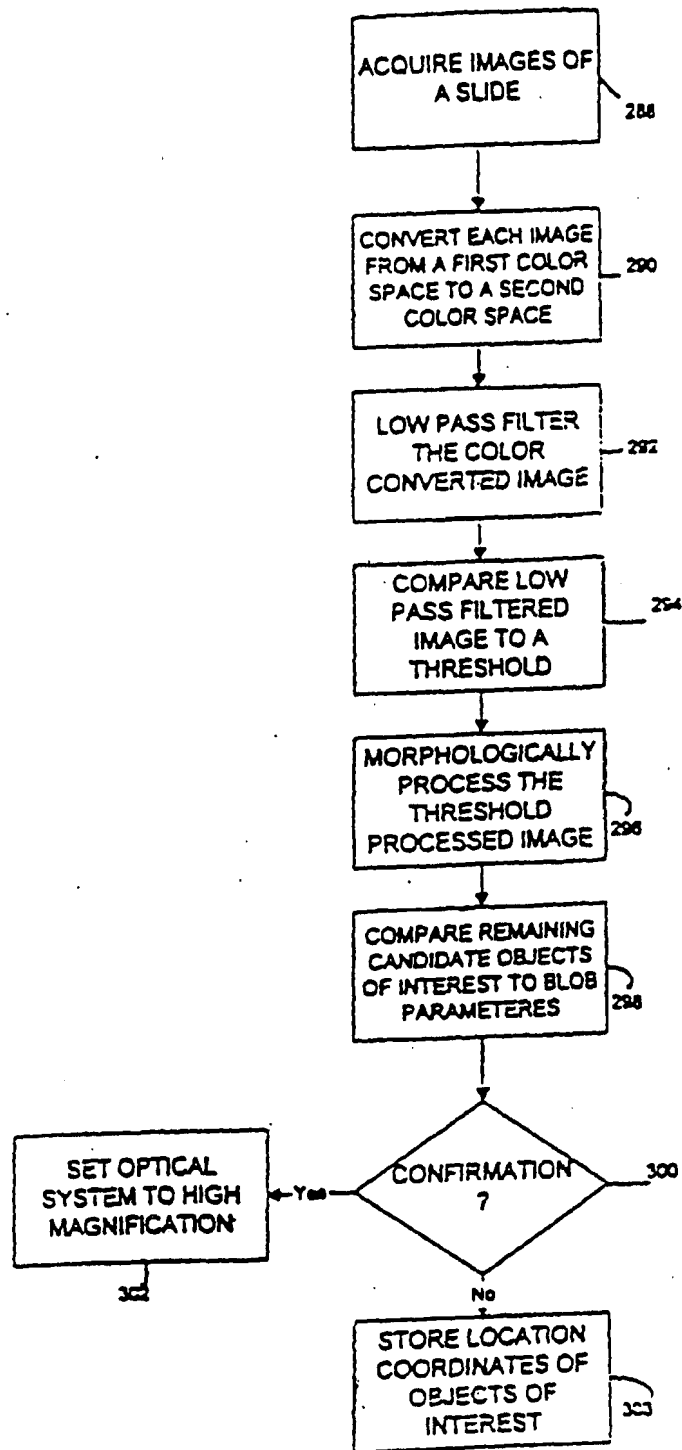 ACQUIRE IMAGES OF
A SLIDE
288
CONVERT EACH IMAGE
FROM A FIRST COLOR
SPACE TO A SECOND
COLOR SPACE
290
LOW PASS FILTER
THE COLOR
CONVERTED IMAGE
292
COMPARE LOW
PASS FILTERED
IMAGE TO A
THRESHOLD
294
MORPHOLOGICALLY
PROCESS THE
THRESHOLD
PROCESSED IMAGE
296
COMPARE REMAINING
CANDIDATE OBJECTS
OF INTEREST TO BLOB
PARAMETERES
298
CONFIRMATION
?
300
Yes
SET OPTICAL
SYSTEM TO HIGH
MAGNIFICATION
302
No
STORE LOCATION
COORDINATES OF
OBJECTS OF
INTEREST